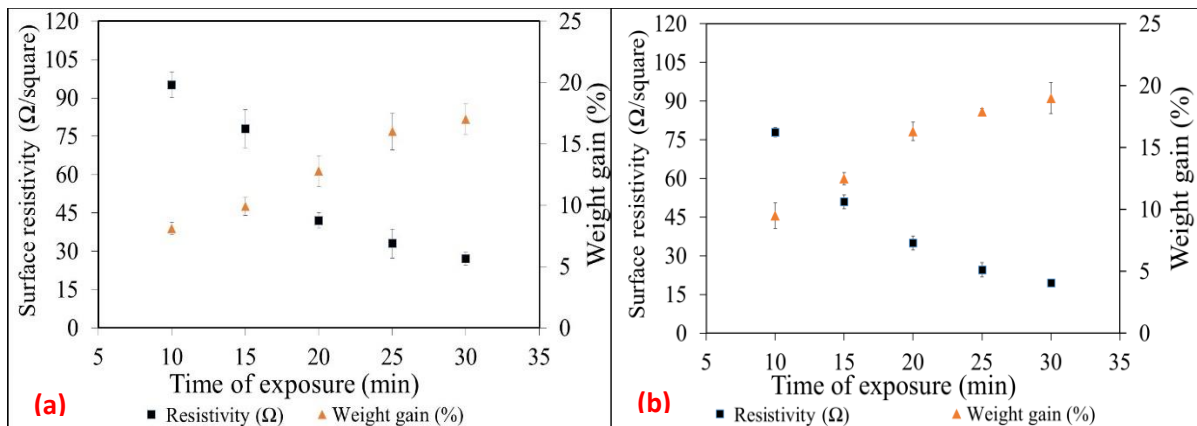 Surface resistivity (Ω/square)
120
105
90
75
60
45
30
15
0
25
20
15
10
5
0
Weight gain (%)
5 10 15 20 25 30 35
Time of exposure (min)
(a)
Resistivity (Ω) Weight gain (%)
Surface resistivity (Ω/square)
120
105
90
75
60
45
30
15
0
25
20
15
10
5
0
Weight gain (%)
5 10 15 20 25 30 35
Time of exposure (min)
(b)
Resistivity (Ω) Weight gain (%)